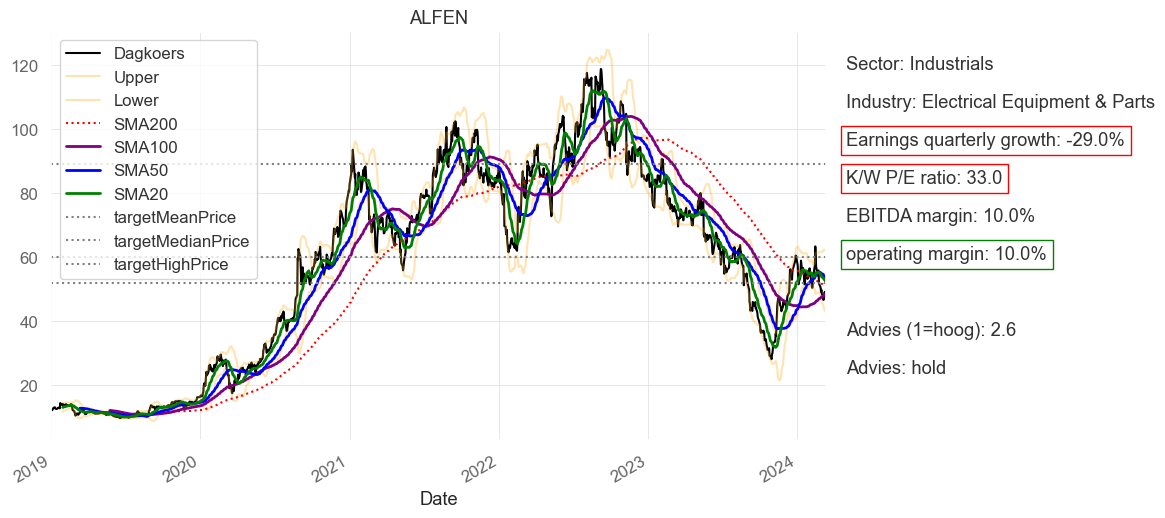 ALFEN
Dagkoers
Upper
Lower
SMA200
SMA100
SMA50
SMA20
targetMeanPrice
targetMedianPrice
targetHighPrice
120
100
80
60
40
20
2019
2020
2021
2022
2023
2024
Date
Sector: Industrials
Industry: Electrical Equipment & Parts
Earnings quarterly growth: -29.0%
K/W P/E ratio: 33.0
EBITDA margin: 10.0%
operating margin: 10.0%
Advies (1=hoog): 2.6
Advies: hold